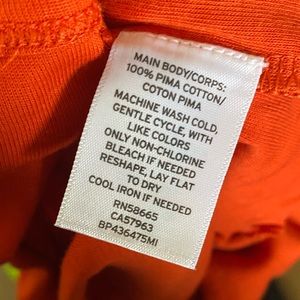 MAIN BODY/CORPS:
100% PIMA COTTON/
COTON PIMA
MACHINE WASH COLD,
GENTLE CYCLE, WITH
LIKE COLORS
ONLY NON-CHLORINE
BLEACH IF NEEDED
RESHAPE, LAY FLAT
TO DRY
COOL IRON IF NEEDED
RN58665
CA57963
BP436475MI